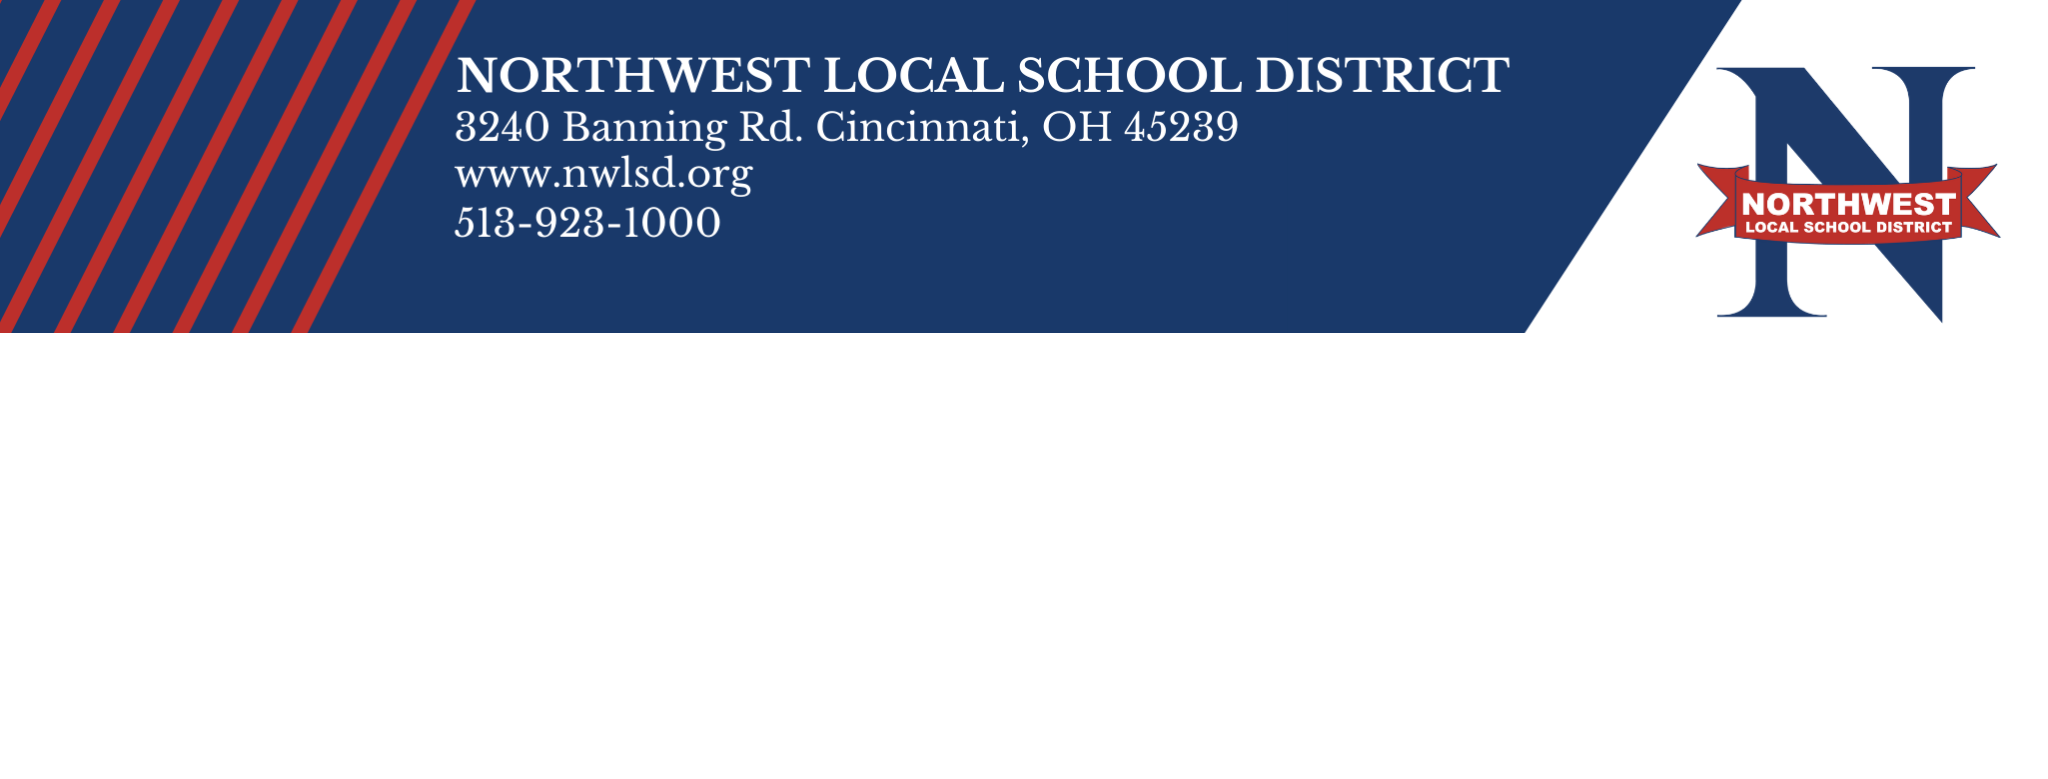 NORTHWEST LOCAL SCHOOL DISTRICT
3240 Banning Rd. Cincinnati, OH 45239
www.nwlsd.org
513-923-1000
N
NORTHWEST
LOCAL SCHOOL DISTRICT